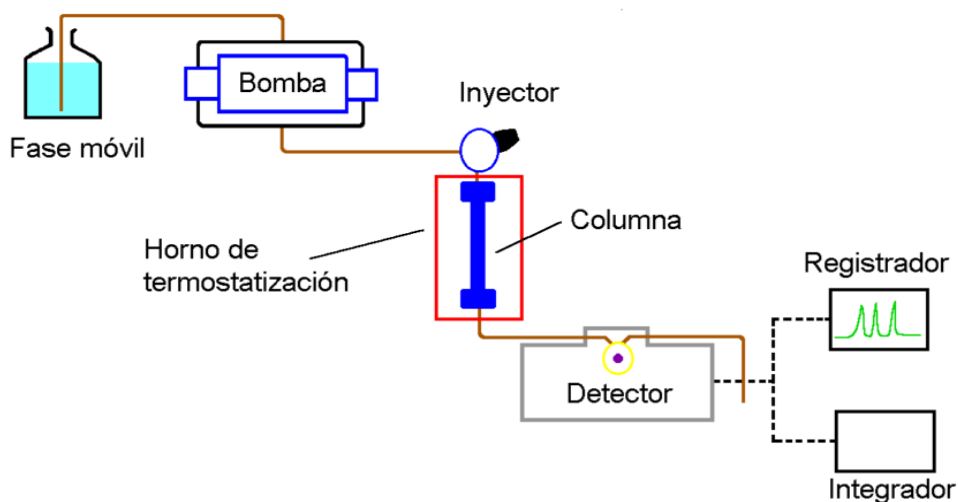 Fase móvil
Bomba
Inyector
Horno de
termostatización
Columna
Detector
Registrador
Integrador